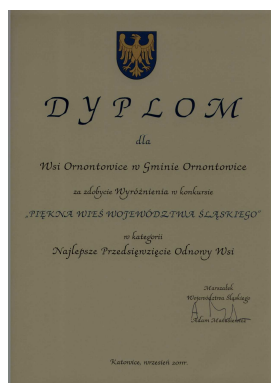 DYPLOM
dla
Wsi Ornontowice w Gminie Ornontowice
za zdobycie Wyróżnienia w konkursie
„PIĘKNA WIEŚ WOJEWÓDZTWA ŚLĄSKIEGO"
w kategorii
Najlepsze Przedsięwzięcie Odnowy Wsi
Marszałek
Województwa Śląskiego
Adam
Katowice, wrzesień